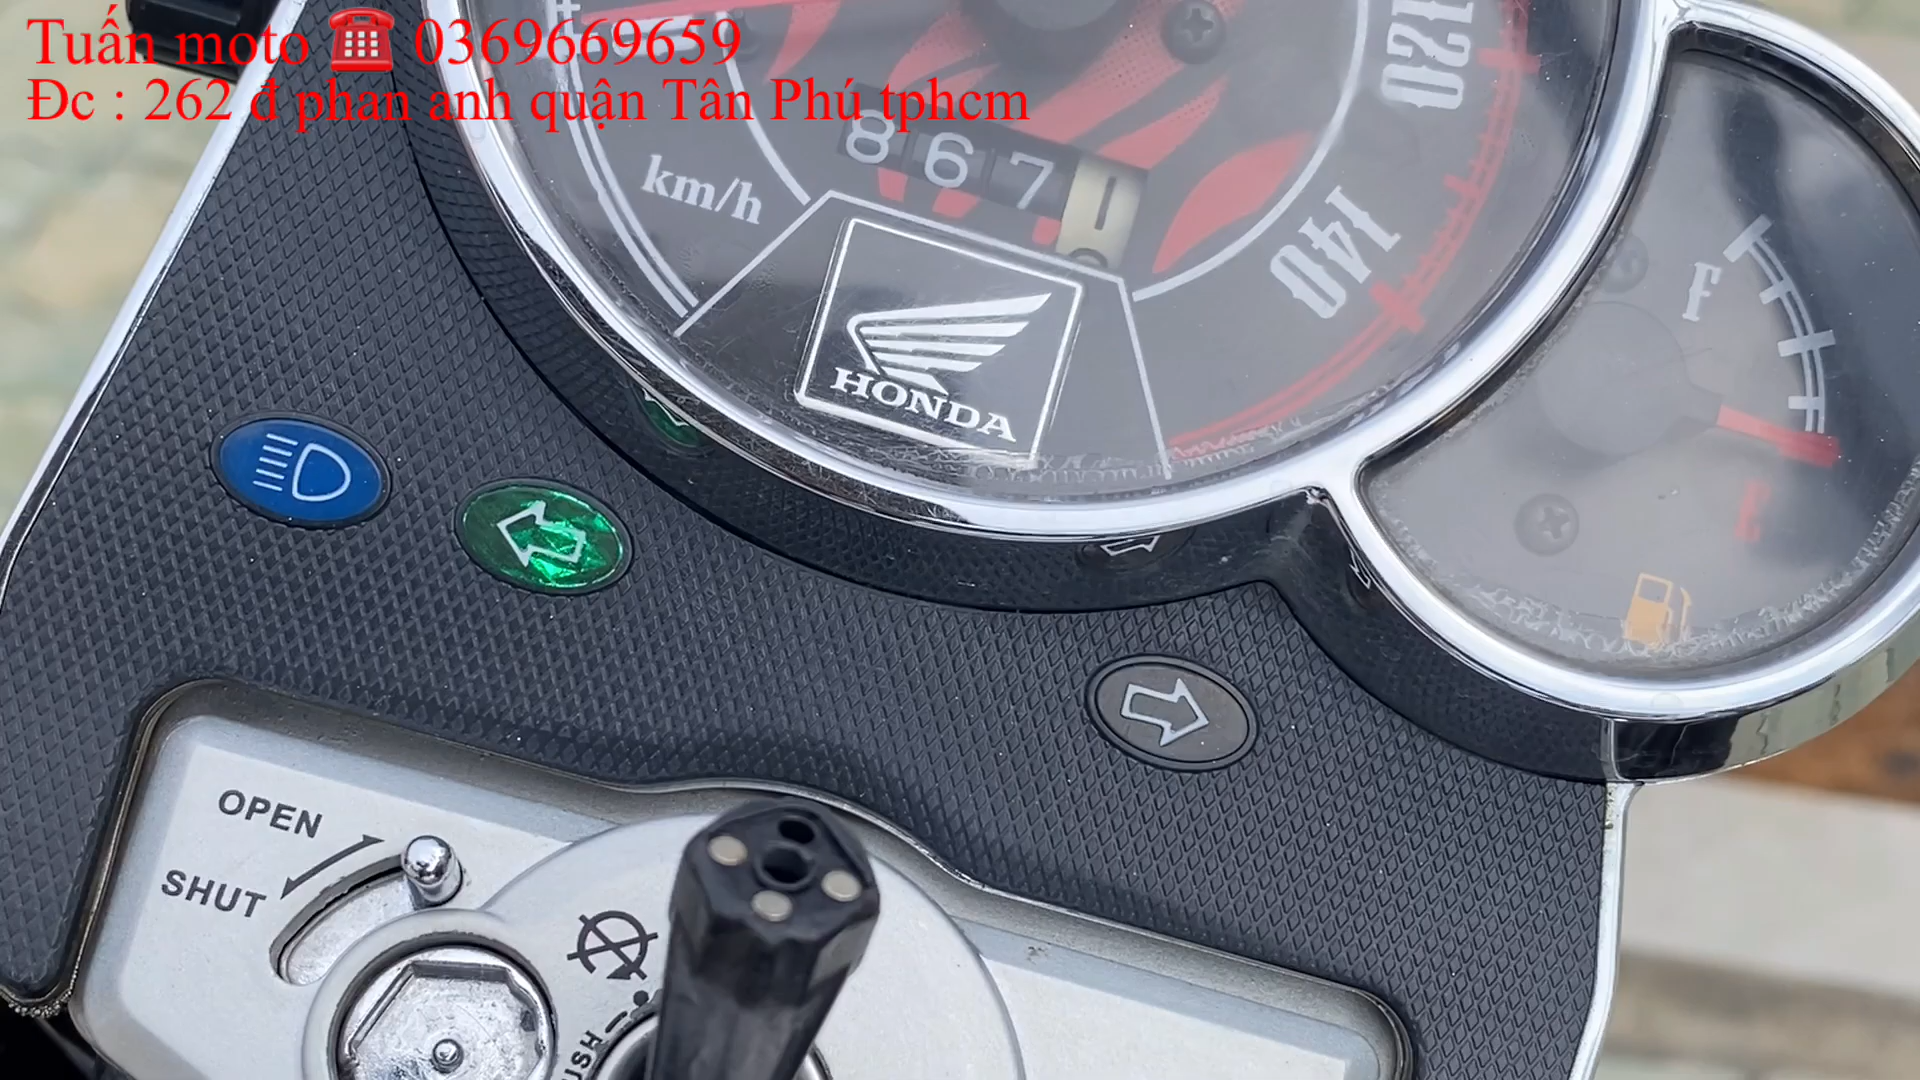 Tuấn moto ☎ 0369669659
Đc : 262 đ phan anh quận Tân Phú tphcm
120
867
km/h
140
F
HONDA
OPEN
SHUT